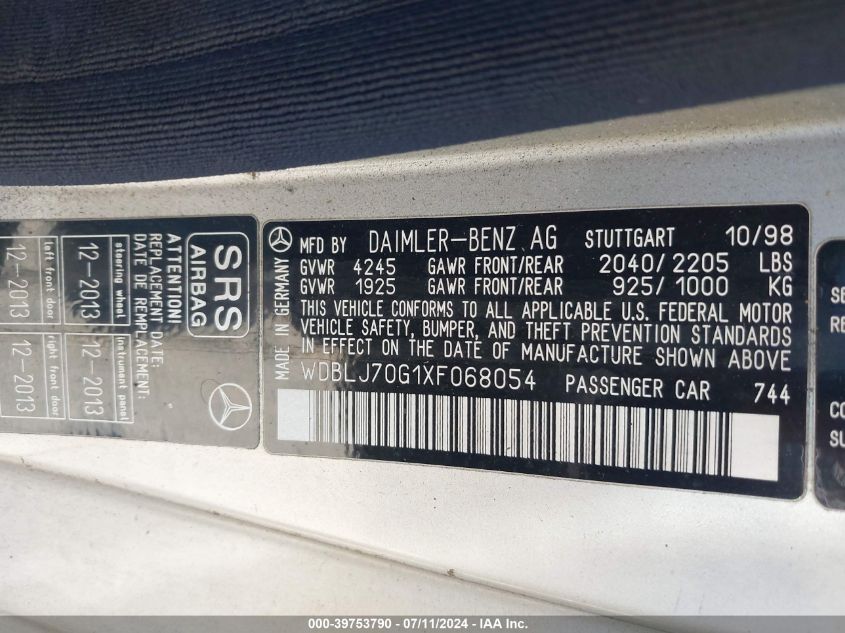 MFD BY DAIMLER-BENZ AG STUTTGART 10/98
GVWR 4245 GAWR FRONT/REAR 2040/2205 LBS
GVWR 1925 GAWR FRONT/REAR 925/1000 KG
THIS VEHICLE CONFORMS TO ALL APPLICABLE U.S. FEDERAL MOTOR
VEHICLE SAFETY, BUMPER, AND THEFT PREVENTION STANDARDS
IN EFFECT ON THE DATE OF MANUFACTURE SHOWN ABOVE
WDBLJ70G1XF068054 PASSENGER CAR 744
MADE IN GERMANY
SRS
AIRBAG
ATTENTION!
REPLACEMENT DATE:
DATE DE REMPLACEMENT:
steering wheel
12-2013
instrument panel
12-2013
left front door
12-2013
right front door
12-2013
SE
RE
CO
SU
000-39753790 - 07/11/2024 - IAA Inc.